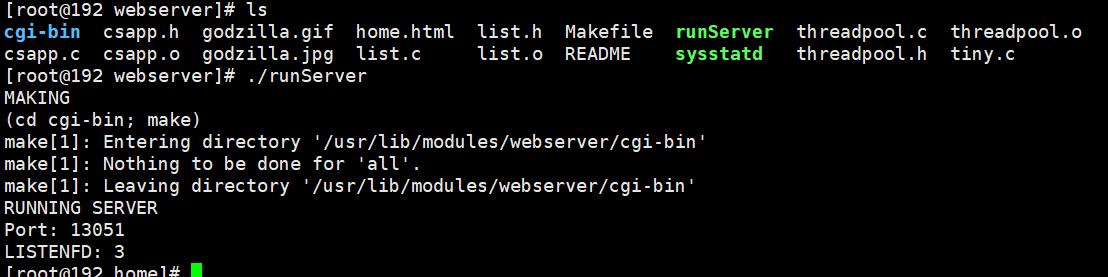 [root@192 webserver]# ls
cgi-bin csapp.h godzilla.gif home.html list.h Makefile runServer threadpool.c threadpool.o
csapp.c csapp.o godzilla.jpg list.c list.o README sysstatd threadpool.h tiny.c
[root@192 webserver]# ./runServer
MAKING
(cd cgi-bin; make)
make[1]: Entering directory '/usr/lib/modules/webserver/cgi-bin'
make[1]: Nothing to be done for 'all'.
make[1]: Leaving directory '/usr/lib/modules/webserver/cgi-bin'
RUNNING SERVER
Port: 13051
LISTENFD: 3
[root@192 home]#